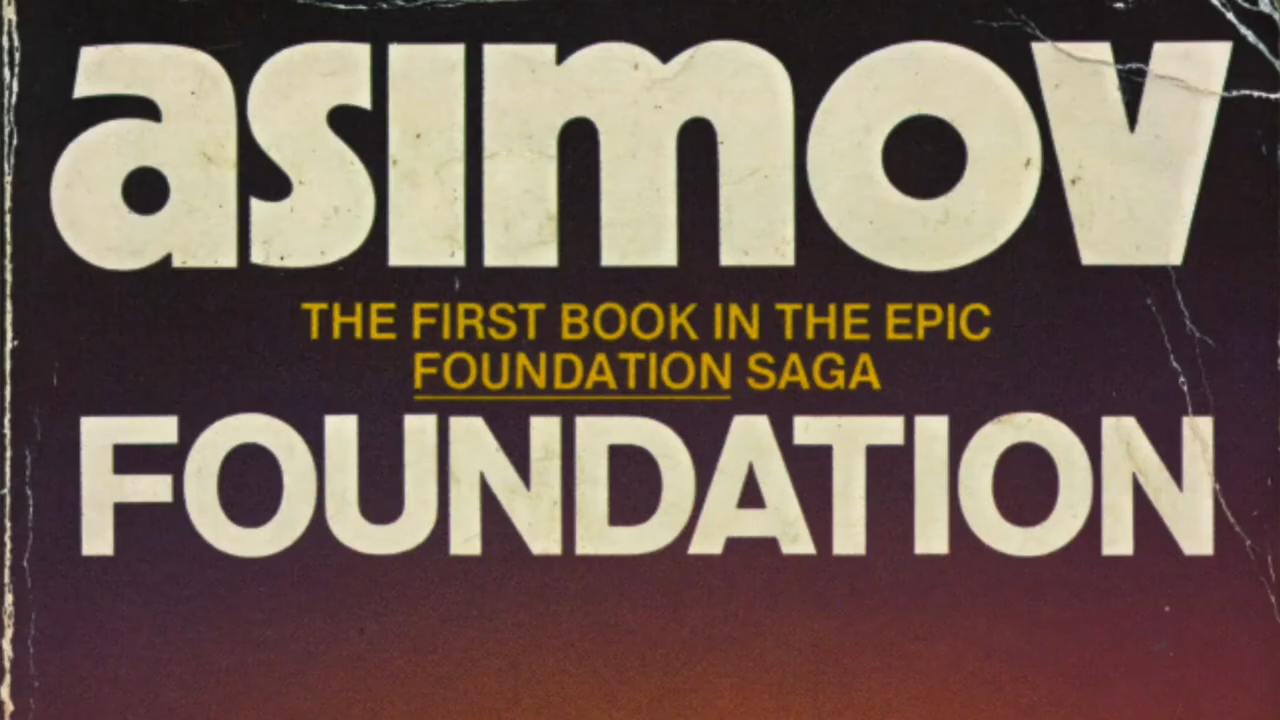 asimov
THE FIRST BOOK IN THE EPIC
FOUNDATION SAGA
FOUNDATION